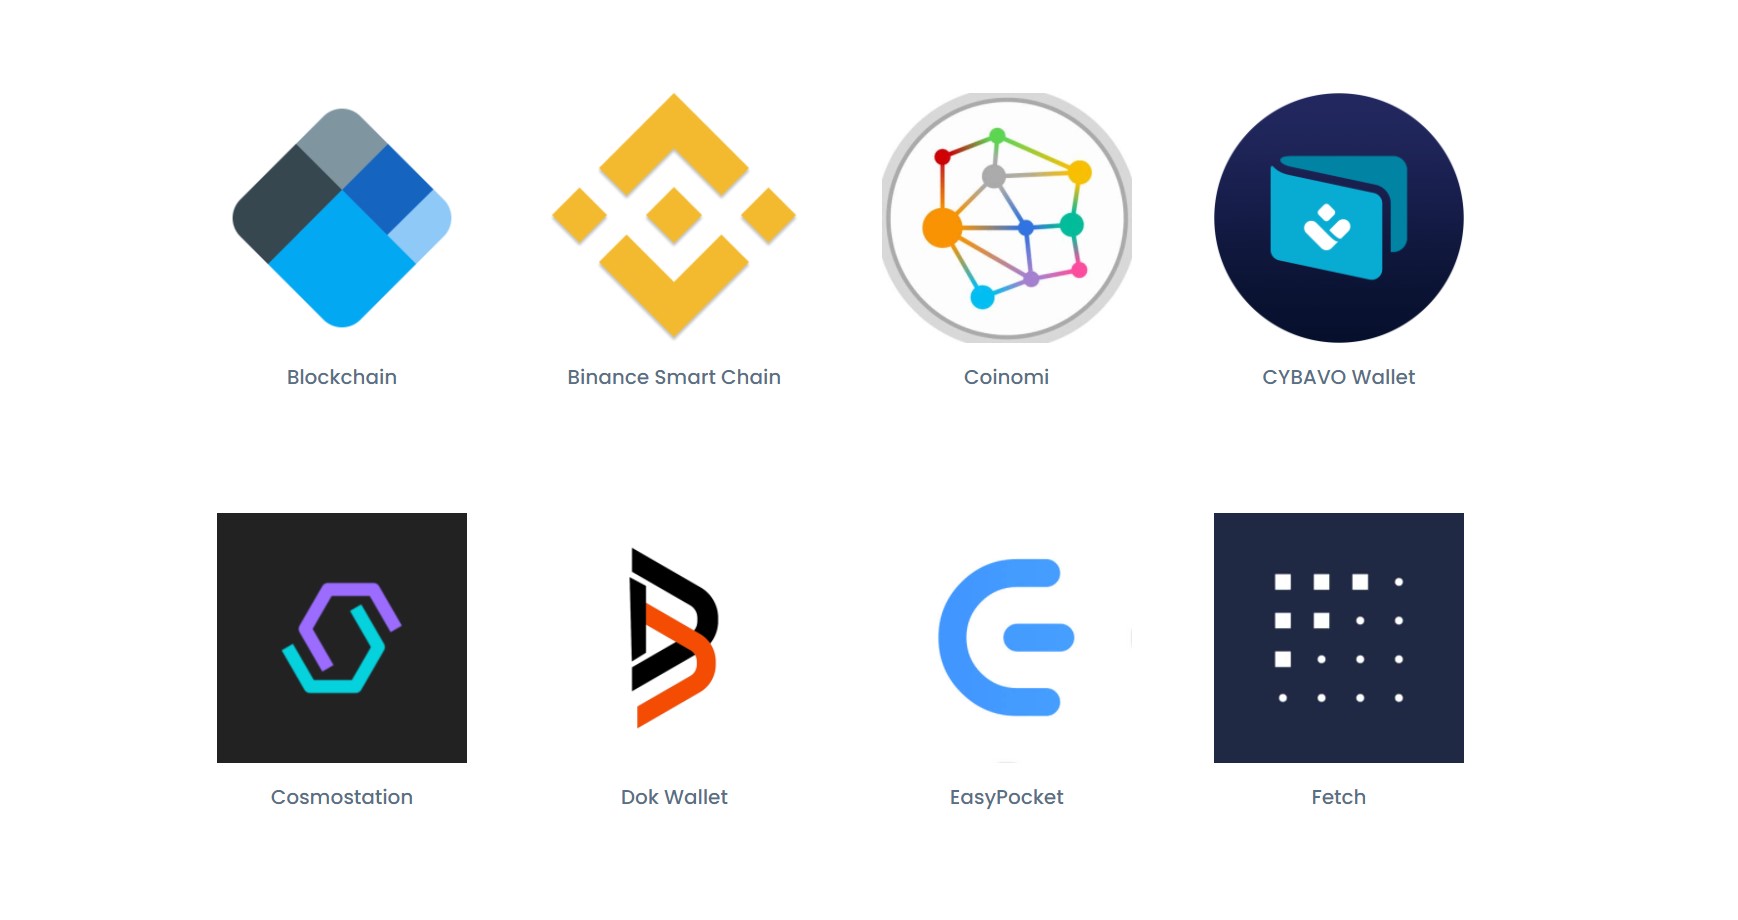 Blockchain
Binance Smart Chain
Coinomi
CYBAVO Wallet
Cosmostation
Dok Wallet
EasyPocket
Fetch